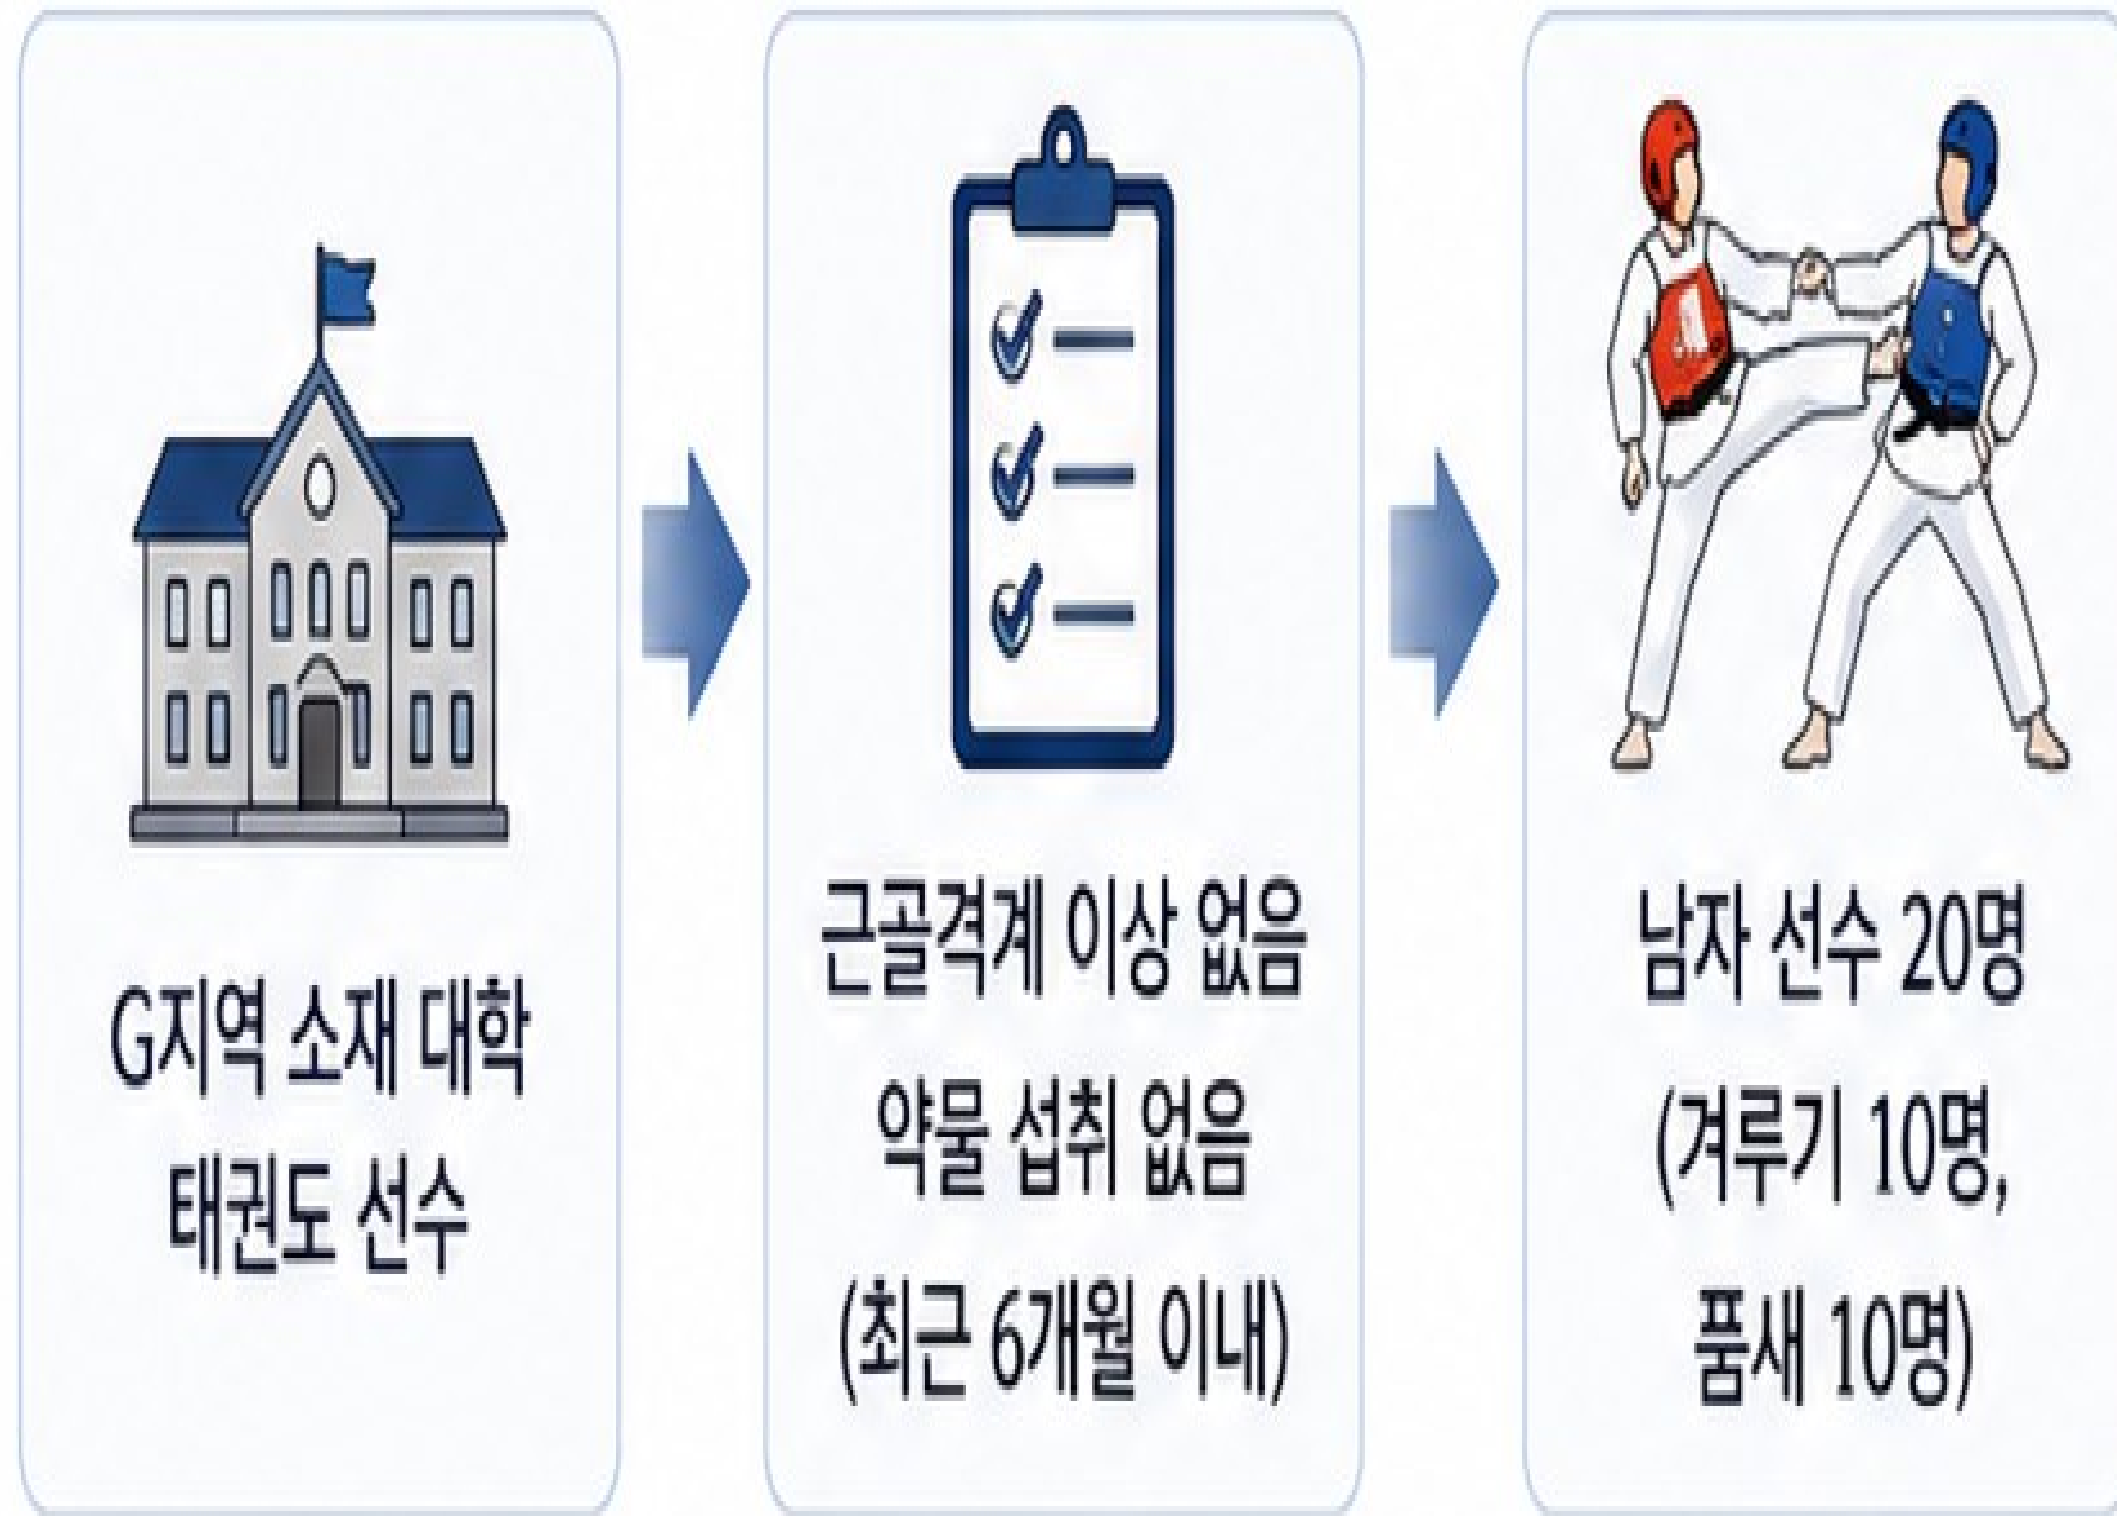 G지역 소재 대학
태권도 선수
근골격계 이상 없음
약물 섭취 없음
(최근 6개월 이내)
남자 선수 20명
(겨루기 10명,
품새 10명)